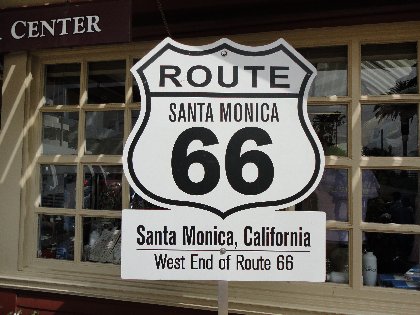 CENTER
ROUTE
SANTA MONICA
66
Santa Monica, California
West End of Route 66